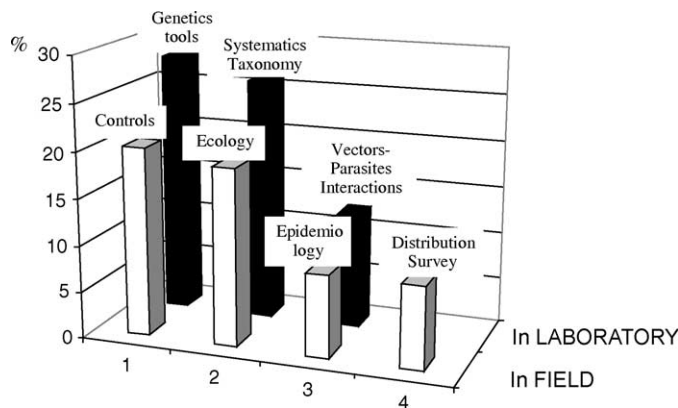 %
30
25
20
15
10
5
0
Genetics
tools
Systematics
Taxonomy
Controls
Ecology
Vectors-
Parasites
Interactions
Epidemio
logy
Distribution
Survey
1
2
3
4
In LABORATORY
In FIELD